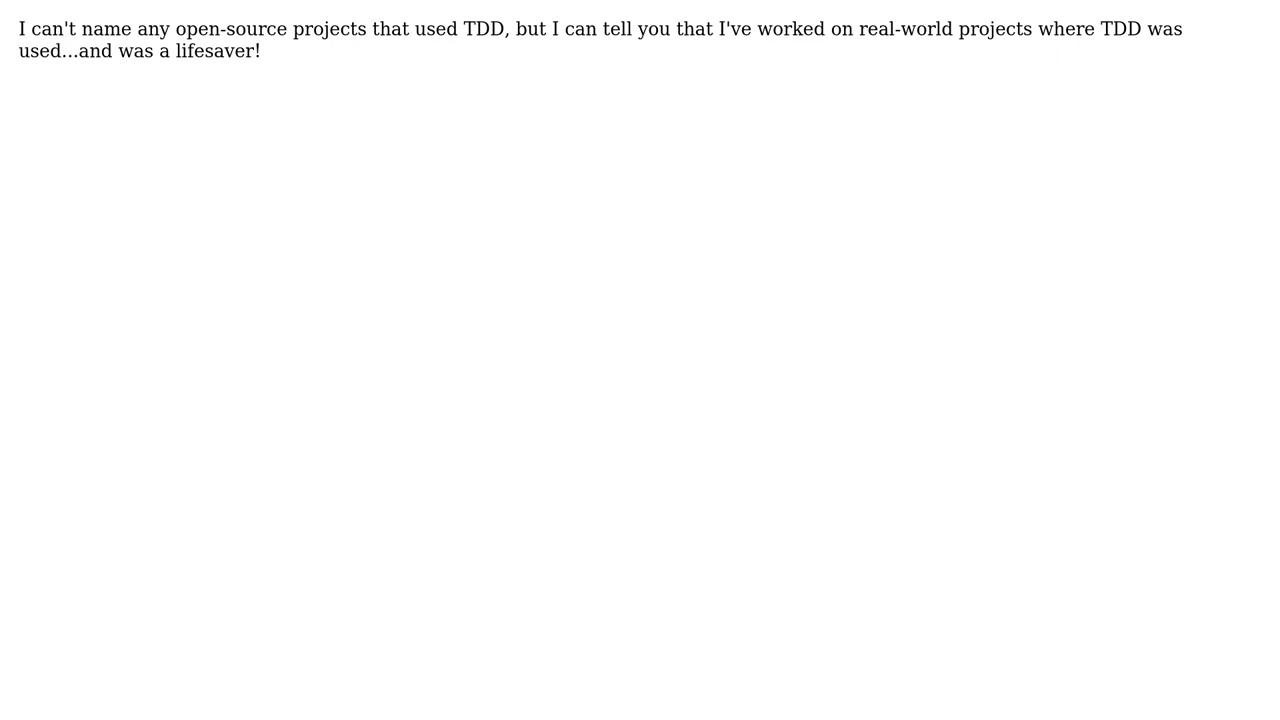 I can't name any open-source projects that used TDD, but I can tell you that I've worked on real-world projects where TDD was
used...and was a lifesaver!